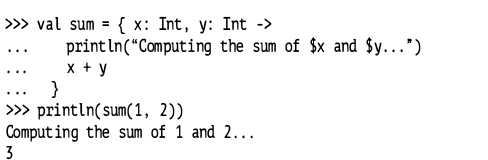 >>> val sum = { x: Int, y: Int ->
...    println("Computing the sum of $x and $y...")
...    x + y
... }
>>> println(sum(1, 2))
Computing the sum of 1 and 2...
3